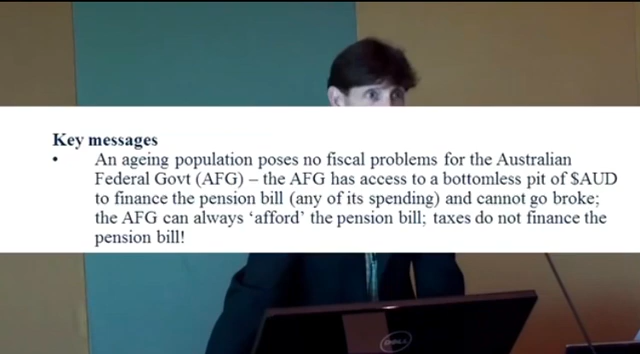 Key messages
• An ageing population poses no fiscal problems for the Australian
Federal Govt (AFG) – the AFG has access to a bottomless pit of $AUD
to finance the pension bill (any of its spending) and cannot go broke;
the AFG can always ‘afford’ the pension bill; taxes do not finance the
pension bill!
DELL